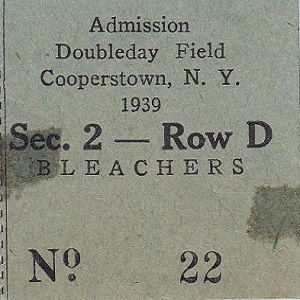 Admission
Doubleday Field
Cooperstown, N. Y.
1939
Sec. 2 — Row D
BLEACHERS
Nº 22